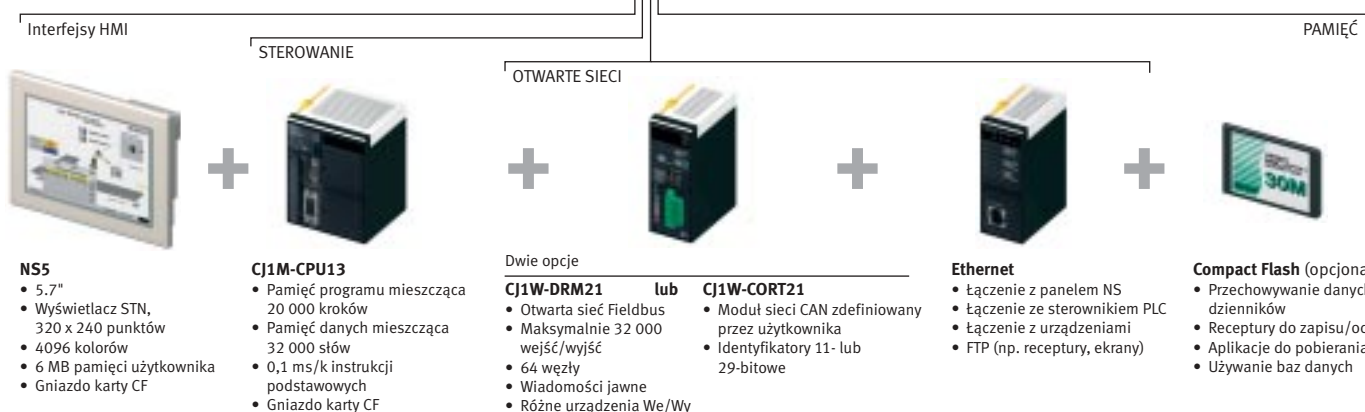 Interfejsy HMI
STEROWANIE
OTWARTE SIECI
PAMIĘĆ
30M
NS5
• 5.7"
• Wyświetlacz STN,
320 x 240 punktów
• 4096 kolorów
• 6 MB pamięci użytkownika
• Gniazdo karty CF
CJ1M-CPU13
• Pamięć programu mieszcząca
20 000 kroków
• Pamięć danych mieszcząca
32 000 słów
• 0,1 ms/k instrukcji
podstawowych
• Gniazdo karty CF
Dwie opcje
CJ1W-DRM21 lub
• Otwarta sieć Fieldbus
• Maksymalnie 32 000
wejść/wyjść
• 64 węzły
• Wiadomości jawne
• Różne urządzenia We/Wy
CJ1W-CORT21
• Moduł sieci CAN zdefiniowany
przez użytkownika
• Identyfikatory 11- lub
29-bitowe
Ethernet
• Łączenie z panelem NS
• Łączenie ze sterownikiem PLC
• Łączenie z urządzeniami
• FTP (np. receptury, ekrany)
Compact Flash (opcjona
• Przechowywanie danych
dzienników
• Receptury do zapisu/oc
• Aplikacje do pobierania
• Używanie baz danych